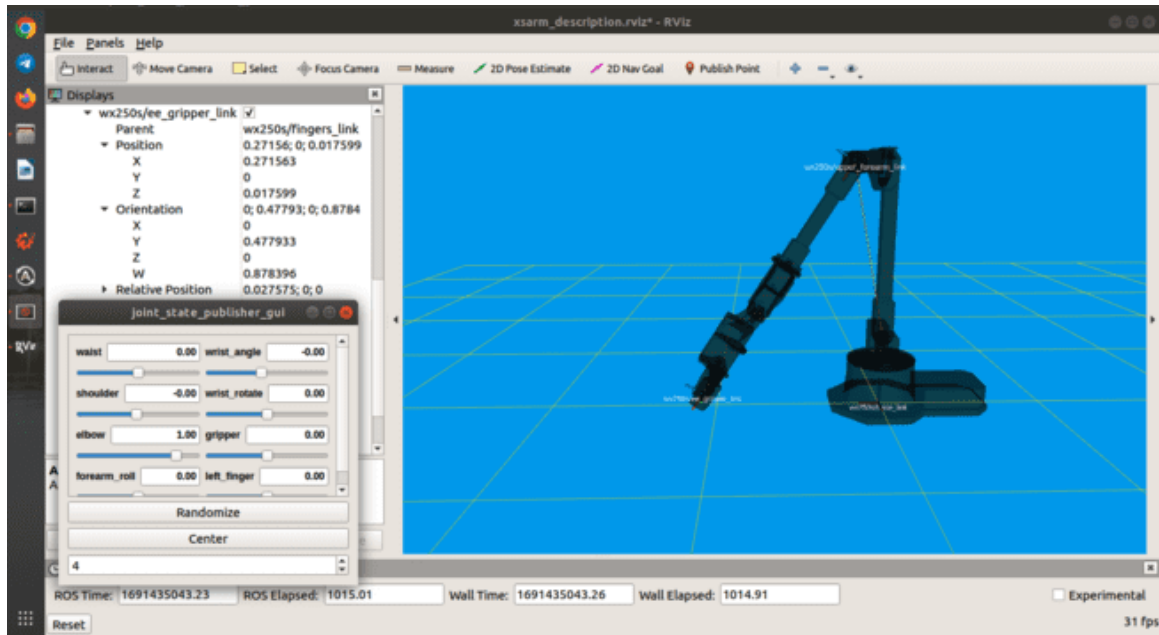 xsarm_description.rviz* - RViz
File Panels Help
Interact Move Camera Select Focus Camera Measure 2D Pose Estimate 2D Nav Goal Publish Point
Displays
wx250s/ee_gripper_link
Parent wx250s/fingers_link
Position 0.27156; 0; 0.017599
X 0.271563
Y 0
Z 0.017599
Orientation 0; 0.47793; 0; 0.8784
X 0
Y 0.477933
Z 0
W 0.878396
Relative Position 0.027575; 0; 0
joint_state_publisher_gui
waist 0.00 wrist_angle -0.00
shoulder -0.00 wrist_rotate 0.00
elbow 1.00 gripper 0.00
forearm_roll 0.00 left_finger 0.00
Randomize
Center
4
wx250s/upper_forearm_link
wx250s/ee_gripper_link
RViz
ROS Time: 1691435043.23 ROS Elapsed: 1015.01 Wall Time: 1691435043.26 Wall Elapsed: 1014.91 Experimental
Reset 31 fps